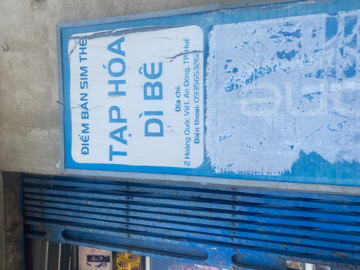 ĐIỂM BÁN SIM THẺ
TẠP HÓA
DÌ BÊ
Địa chỉ:
2 Hoàng Quốc Việt, An Đông, TP Huế
Điện thoại: 0935653262